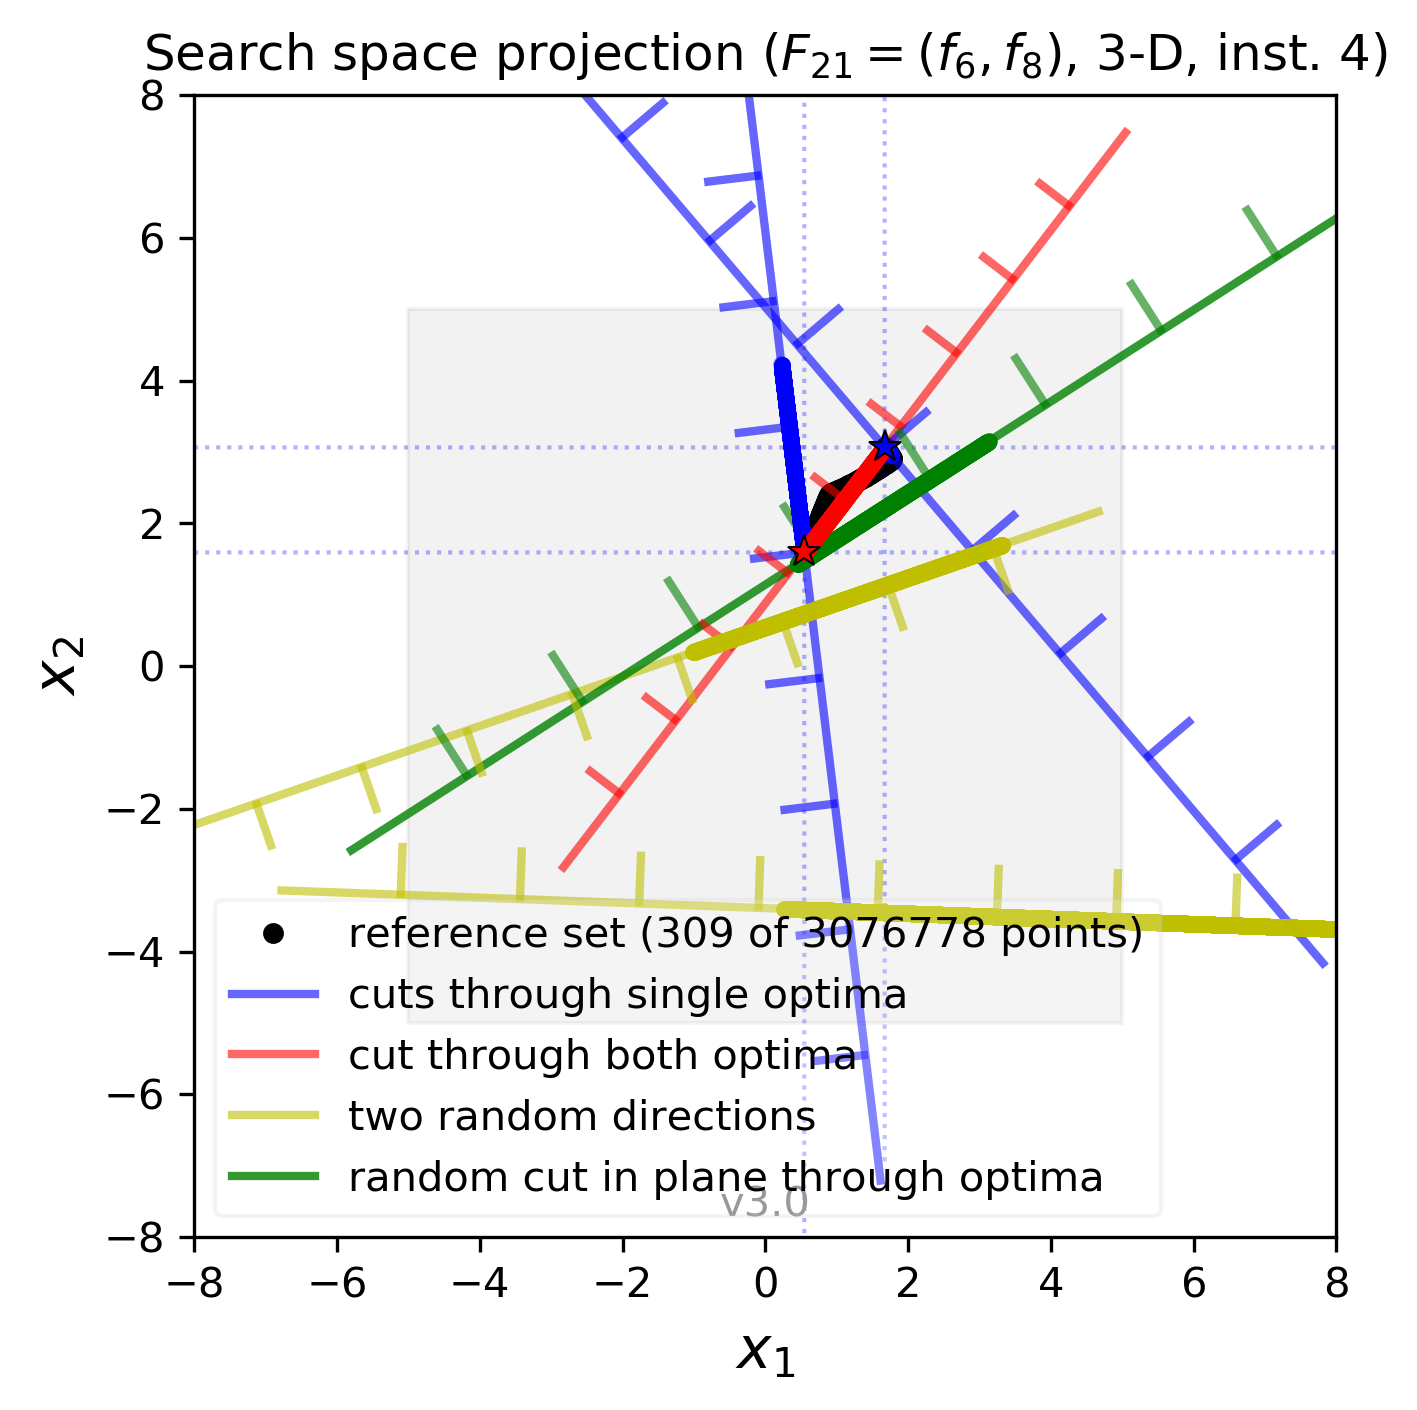 Search space projection (F21 = (f6, f8), 3-D, inst. 4)
8
6
4
2
0
−2
−4
−6
−8
x2
reference set (309 of 3076778 points)
cuts through single optima
cut through both optima
two random directions
random cut in plane through optima
v3.0
−8 −6 −4 −2 0 2 4 6 8
x1